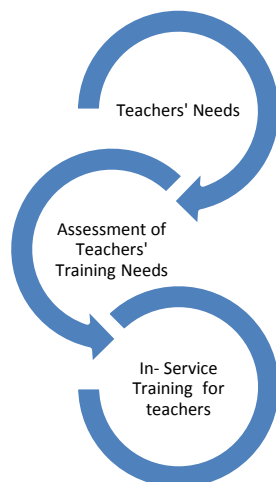 Teachers' Needs
Assessment of
Teachers'
Training Needs
In- Service
Training for
teachers